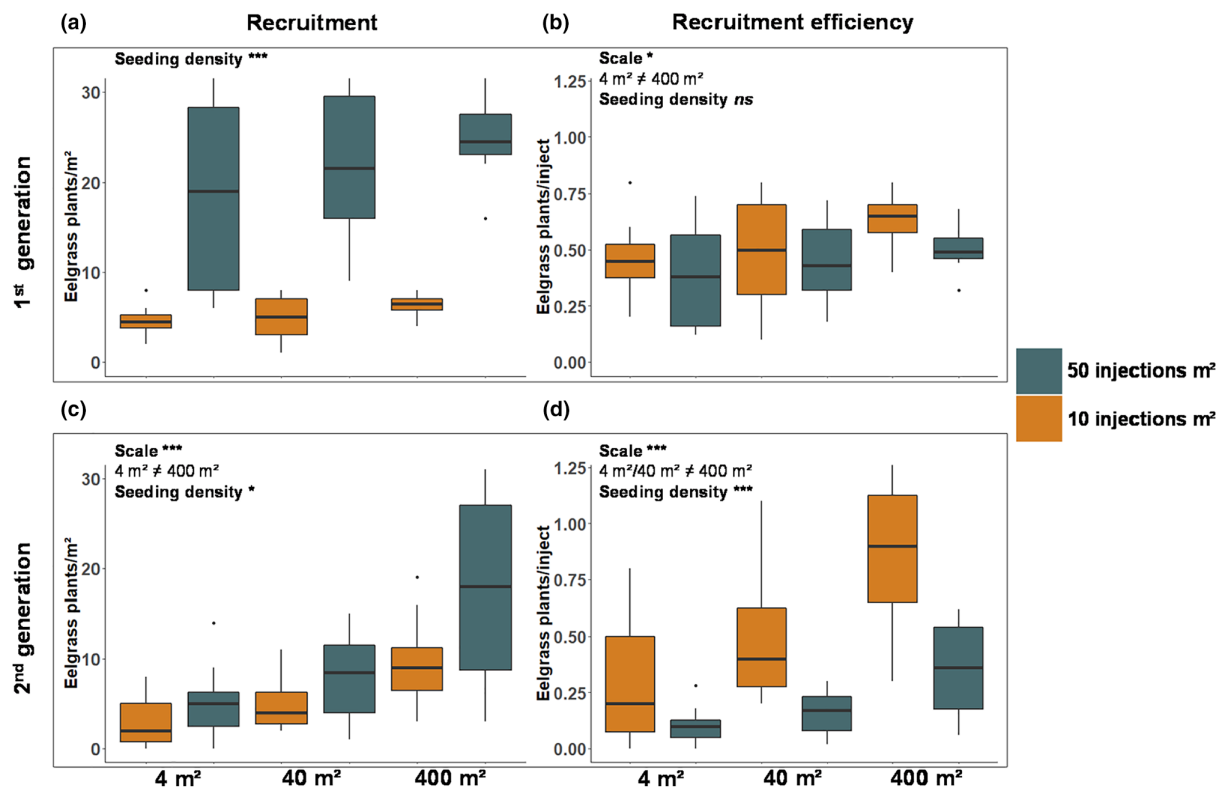 (a)
Recruitment
(b)
Recruitment efficiency
1st generation
Eelgrass plants/m²
Seeding density ***
30
20
10
0
Eelgrass plants/inject
Scale *
4 m² ≠ 400 m²
Seeding density ns
1.25
1.00
0.75
0.50
0.25
0.00
50 injections m²
10 injections m²
(c)
(d)
2nd generation
Eelgrass plants/m²
Scale ***
4 m² ≠ 400 m²
Seeding density *
30
20
10
0
Eelgrass plants/inject
Scale ***
4 m²/40 m² ≠ 400 m²
Seeding density ***
1.25
1.00
0.75
0.50
0.25
0.00
4 m² 40 m² 400 m²
4 m² 40 m² 400 m²